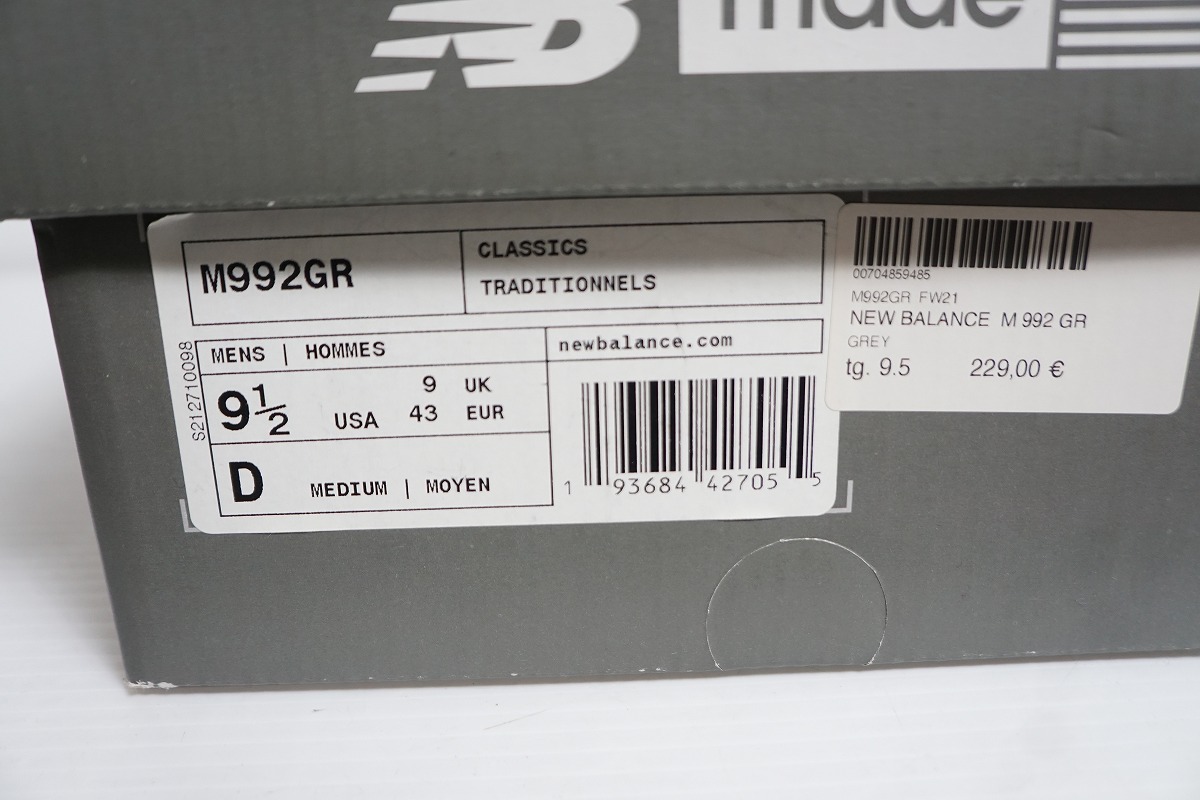 NB made
M992GR
CLASSICS
TRADITIONNELS
MENS | HOMMES
newbalance.com
9½ USA
9 UK
43 EUR
D MEDIUM | MOYEN
S212710098
1 93684 42705 5
00704859485
M992GR FW21
NEW BALANCE M 992 GR
GREY
tg. 9.5 229,00 €